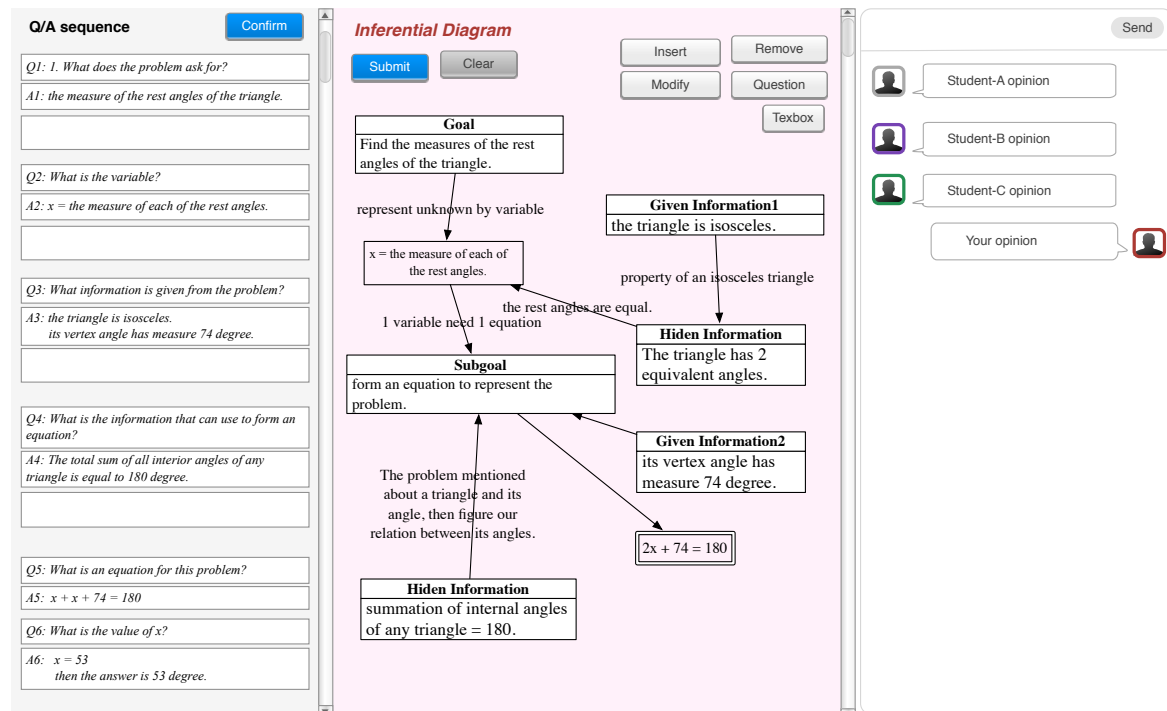 Q/A sequence
Confirm
Q1: 1. What does the problem ask for?
A1: the measure of the rest angles of the triangle.
Q2: What is the variable?
A2: x = the measure of each of the rest angles.
Q3: What information is given from the problem?
A3: the triangle is isosceles.
its vertex angle has measure 74 degree.
Q4: What is the information that can use to form an
equation?
A4: The total sum of all interior angles of any
triangle is equal to 180 degree.
Q5: What is an equation for this problem?
A5: x + x + 74 = 180
Q6: What is the value of x?
A6: x = 53
then the answer is 53 degree.
Inferential Diagram
Submit
Clear
Insert
Remove
Modify
Question
Texbox
Goal
Find the measures of the rest
angles of the triangle.
represent unknown by variable
x = the measure of each of
the rest angles.
Given Information1
the triangle is isosceles.
property of an isosceles triangle
the rest angles are equal.
1 variable need 1 equation
Hiden Information
The triangle has 2
equivalent angles.
Subgoal
form an equation to represent the
problem.
Given Information2
its vertex angle has
measure 74 degree.
The problem mentioned
about a triangle and its
angle, then figure our
relation between its angles.
2x + 74 = 180
Hiden Information
summation of internal angles
of any triangle = 180.
Send
Student-A opinion
Student-B opinion
Student-C opinion
Your opinion